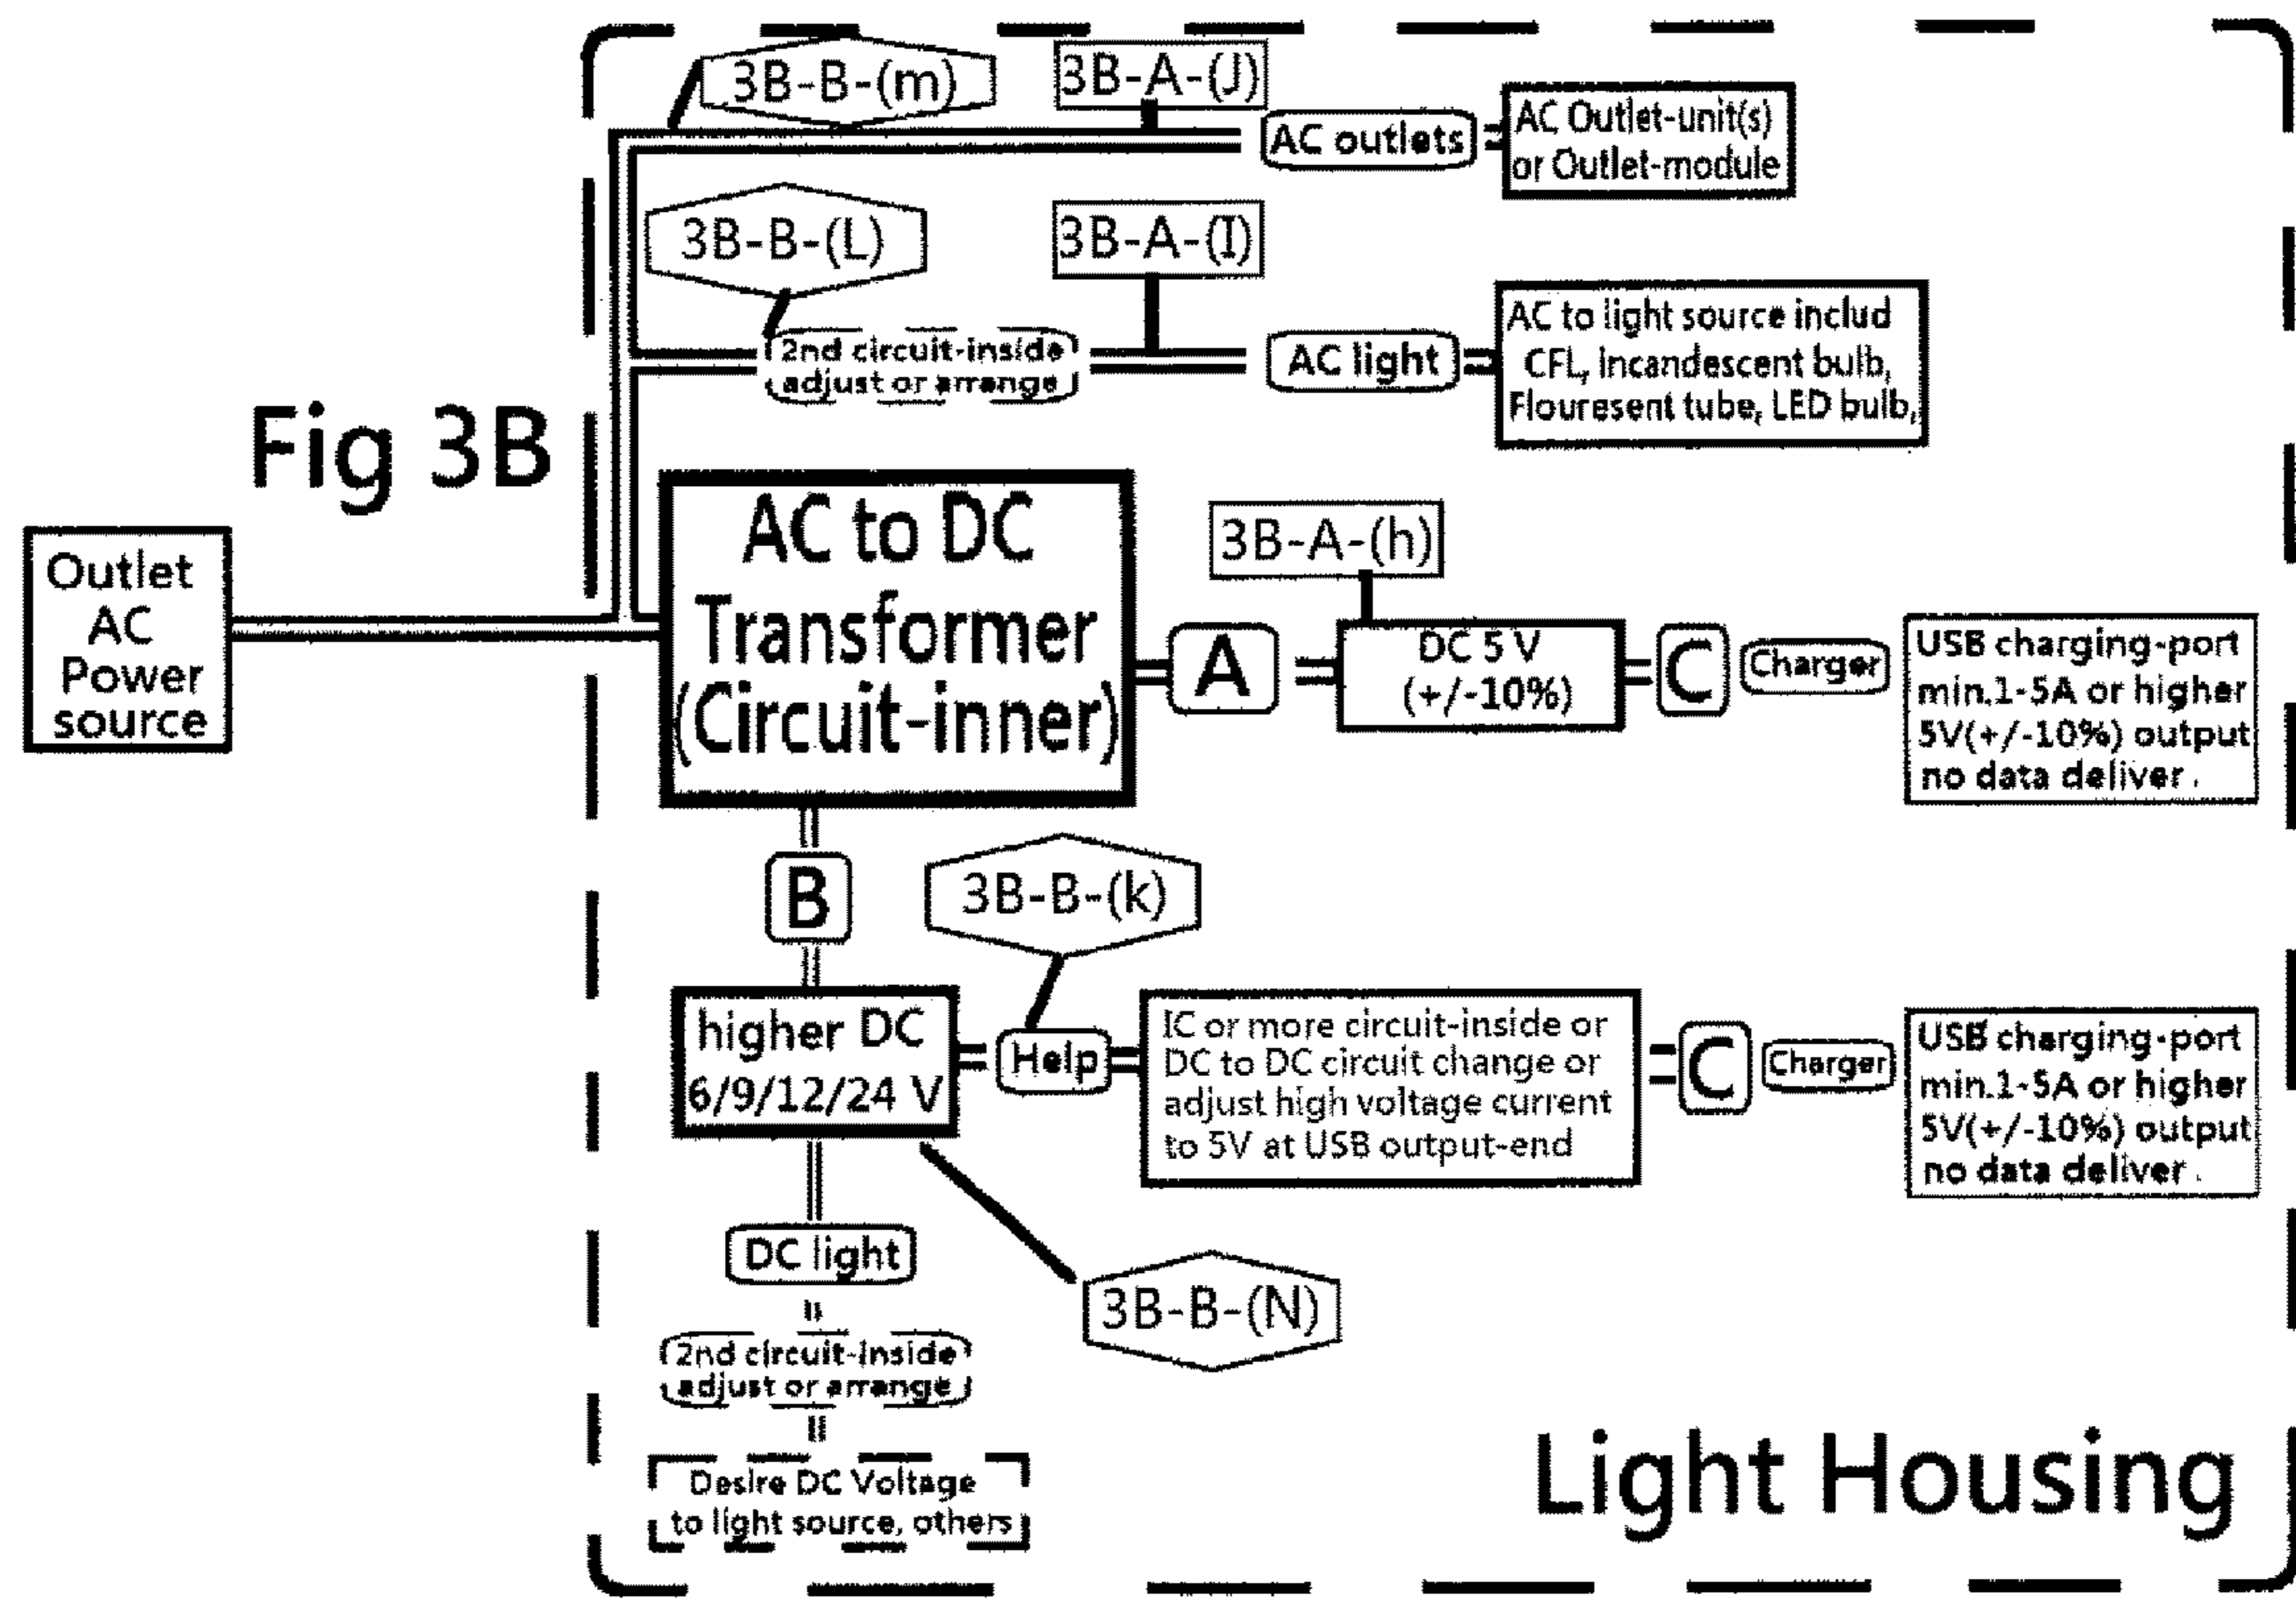 3B-B-(m)
3B-A-(J)
AC outlets
AC Outlet-unit(s)
or Outlet-module
3B-B-(L)
3B-A-(I)
2nd circuit-inside
adjust or arrange
AC light
AC to light source includ
CFL, incandescent bulb,
Flouresent tube, LED bulb,
Fig 3B
Outlet
AC
Power
source
AC to DC
Transformer
(Circuit-inner)
3B-A-(h)
A
DC 5 V
(+/-10%)
C
Charger
USB charging-port
min.1-5A or higher
5V(+/-10%) output
no data deliver .
B
3B-B-(k)
higher DC
6/9/12/24 V
Help
IC or more circuit-inside or
DC to DC circuit change or
adjust high voltage current
to 5V at USB output-end
C
Charger
USB charging-port
min.1-5A or higher
5V(+/-10%) output
no data deliver .
DC light
3B-B-(N)
2nd circuit-inside
adjust or arrange
Desire DC Voltage
to light source, others
Light Housing